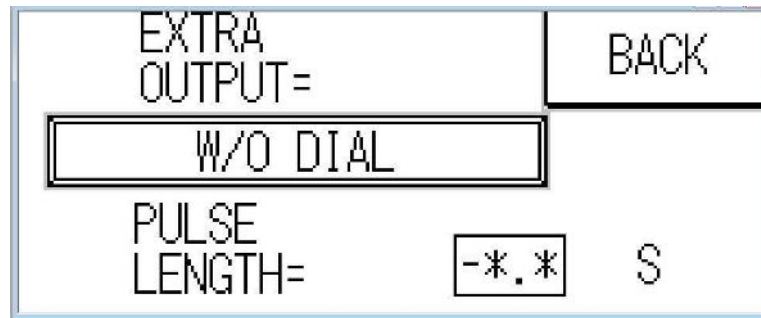 EXTRA
OUTPUT=
BACK
W/O DIAL
PULSE
LENGTH=
-*.* S